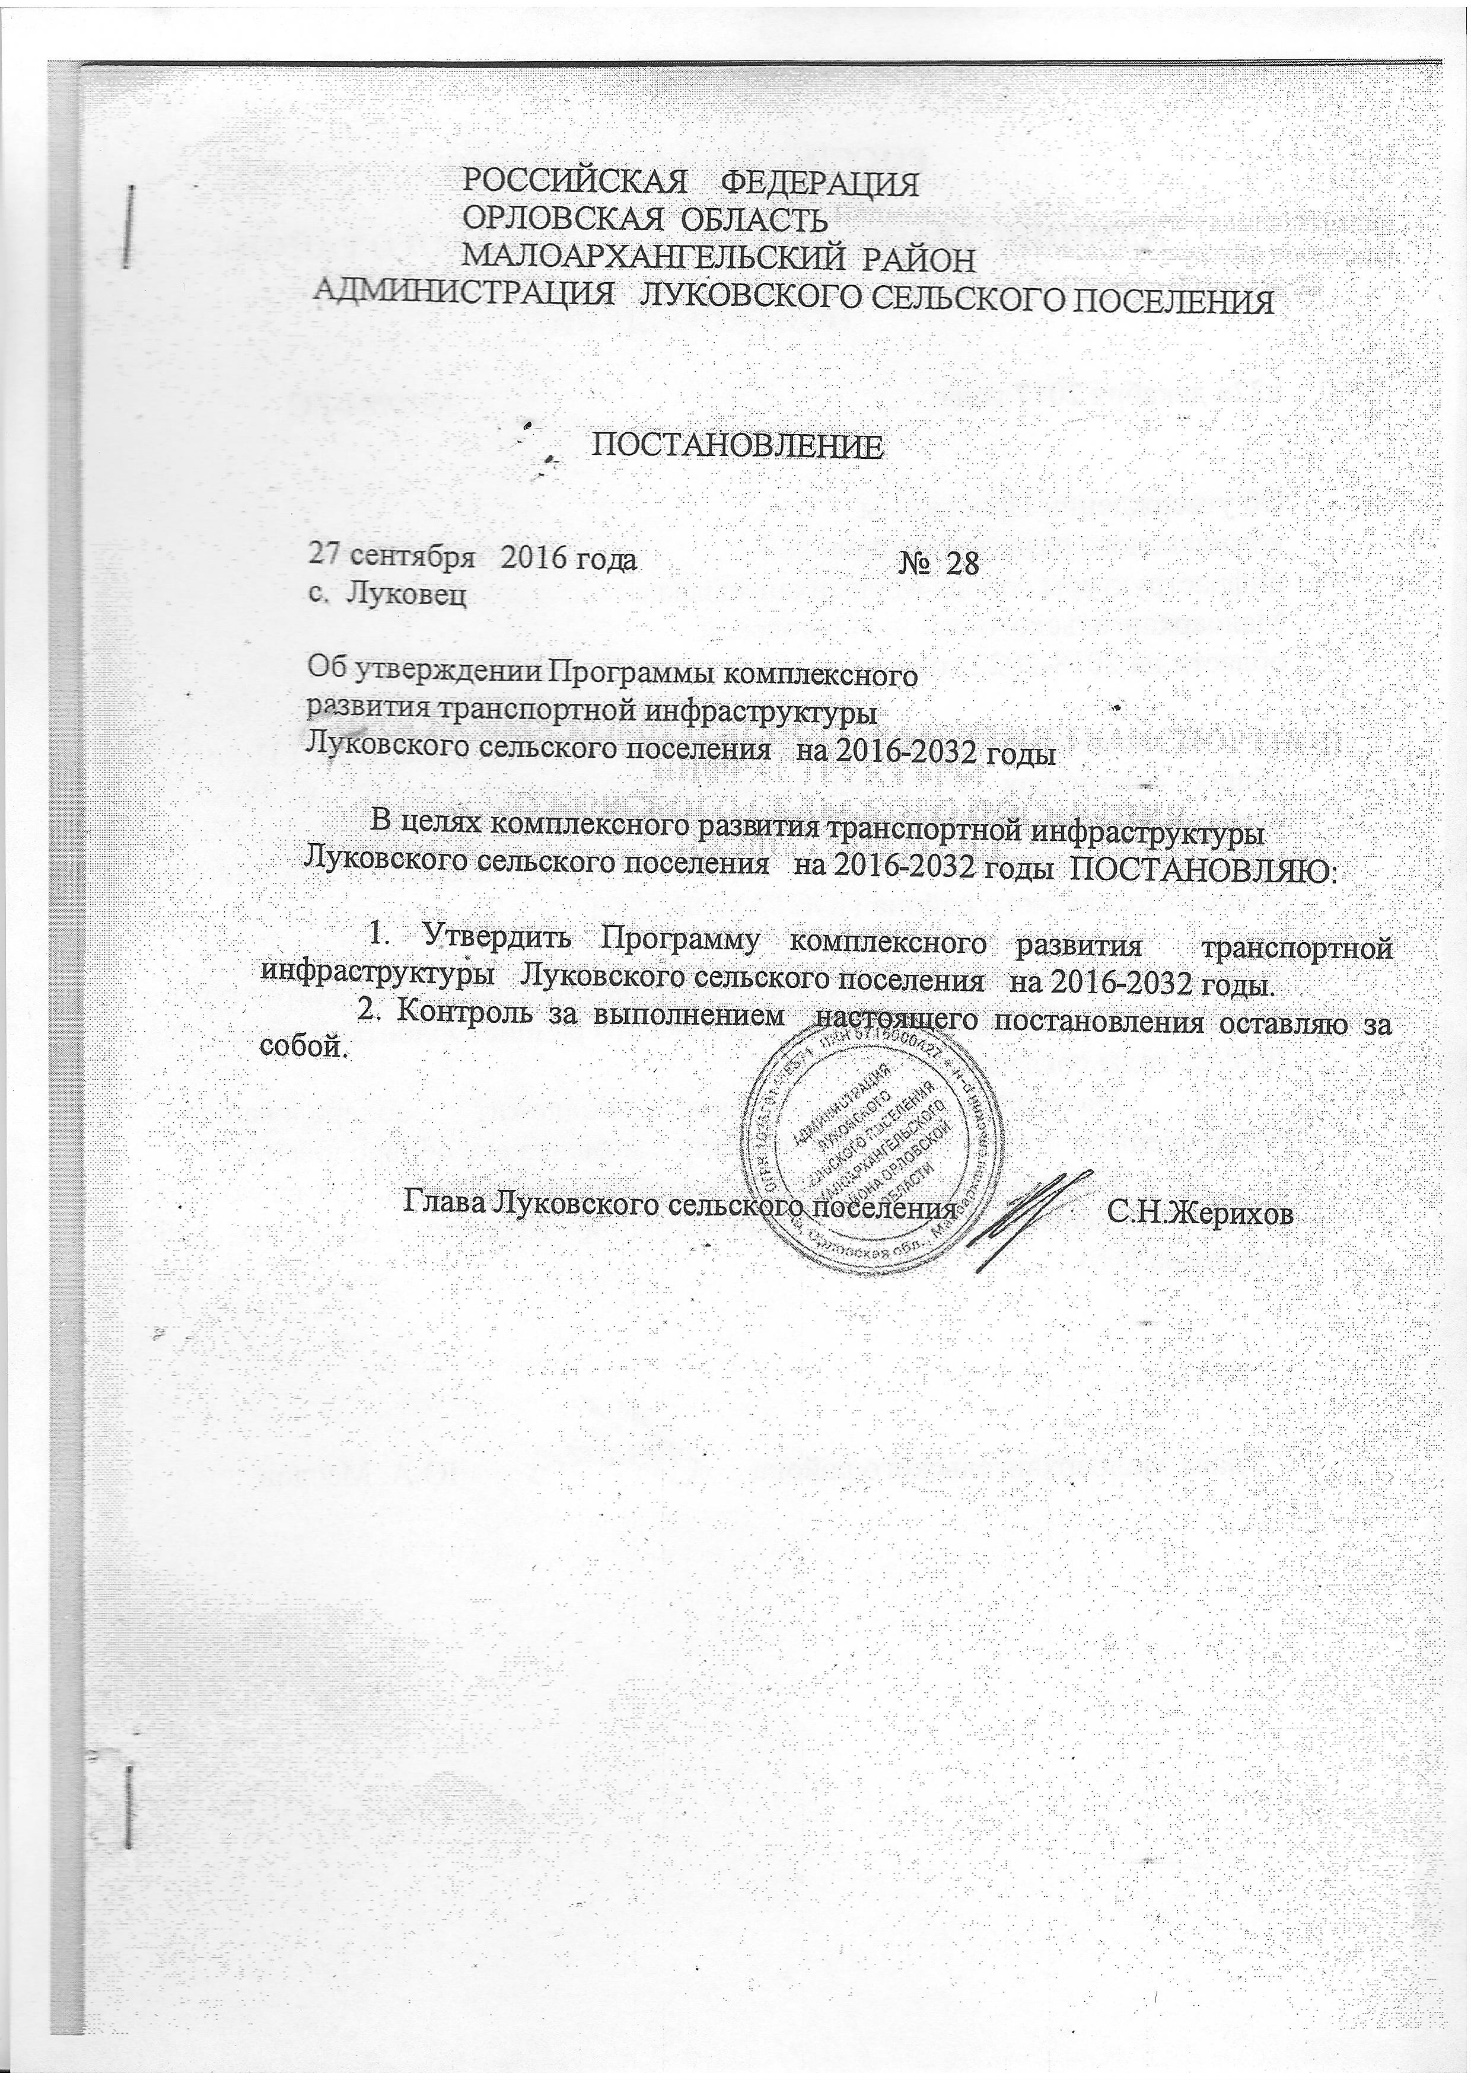 РОССИЙСКАЯ ФЕДЕРАЦИЯ
ОРЛОВСКАЯ ОБЛАСТЬ
МАЛОАРХАНГЕЛЬСКИЙ РАЙОН
АДМИНИСТРАЦИЯ ЛУКОВСКОГО СЕЛЬСКОГО ПОСЕЛЕНИЯ
ПОСТАНОВЛЕНИЕ
27 сентября 2016 года № 28
с. Луковец
Об утверждении Программы комплексного
развития транспортной инфраструктуры
Луковского сельского поселения на 2016-2032 годы
В целях комплексного развития транспортной инфраструктуры
Луковского сельского поселения на 2016-2032 годы ПОСТАНОВЛЯЮ:
1. Утвердить Программу комплексного развития транспортной
инфраструктуры Луковского сельского поселения на 2016-2032 годы.
2. Контроль за выполнением настоящего постановления оставляю за
собой.
АДМИНИСТРАЦИЯ
ЛУКОВСКОГО
СЕЛЬСКОГО ПОСЕЛЕНИЯ
МАЛОАРХАНГЕЛЬСКОГО
РАЙОНА ОРЛОВСКОЙ
ОБЛАСТИ
Глава Луковского сельского поселения С.Н.Жерихов